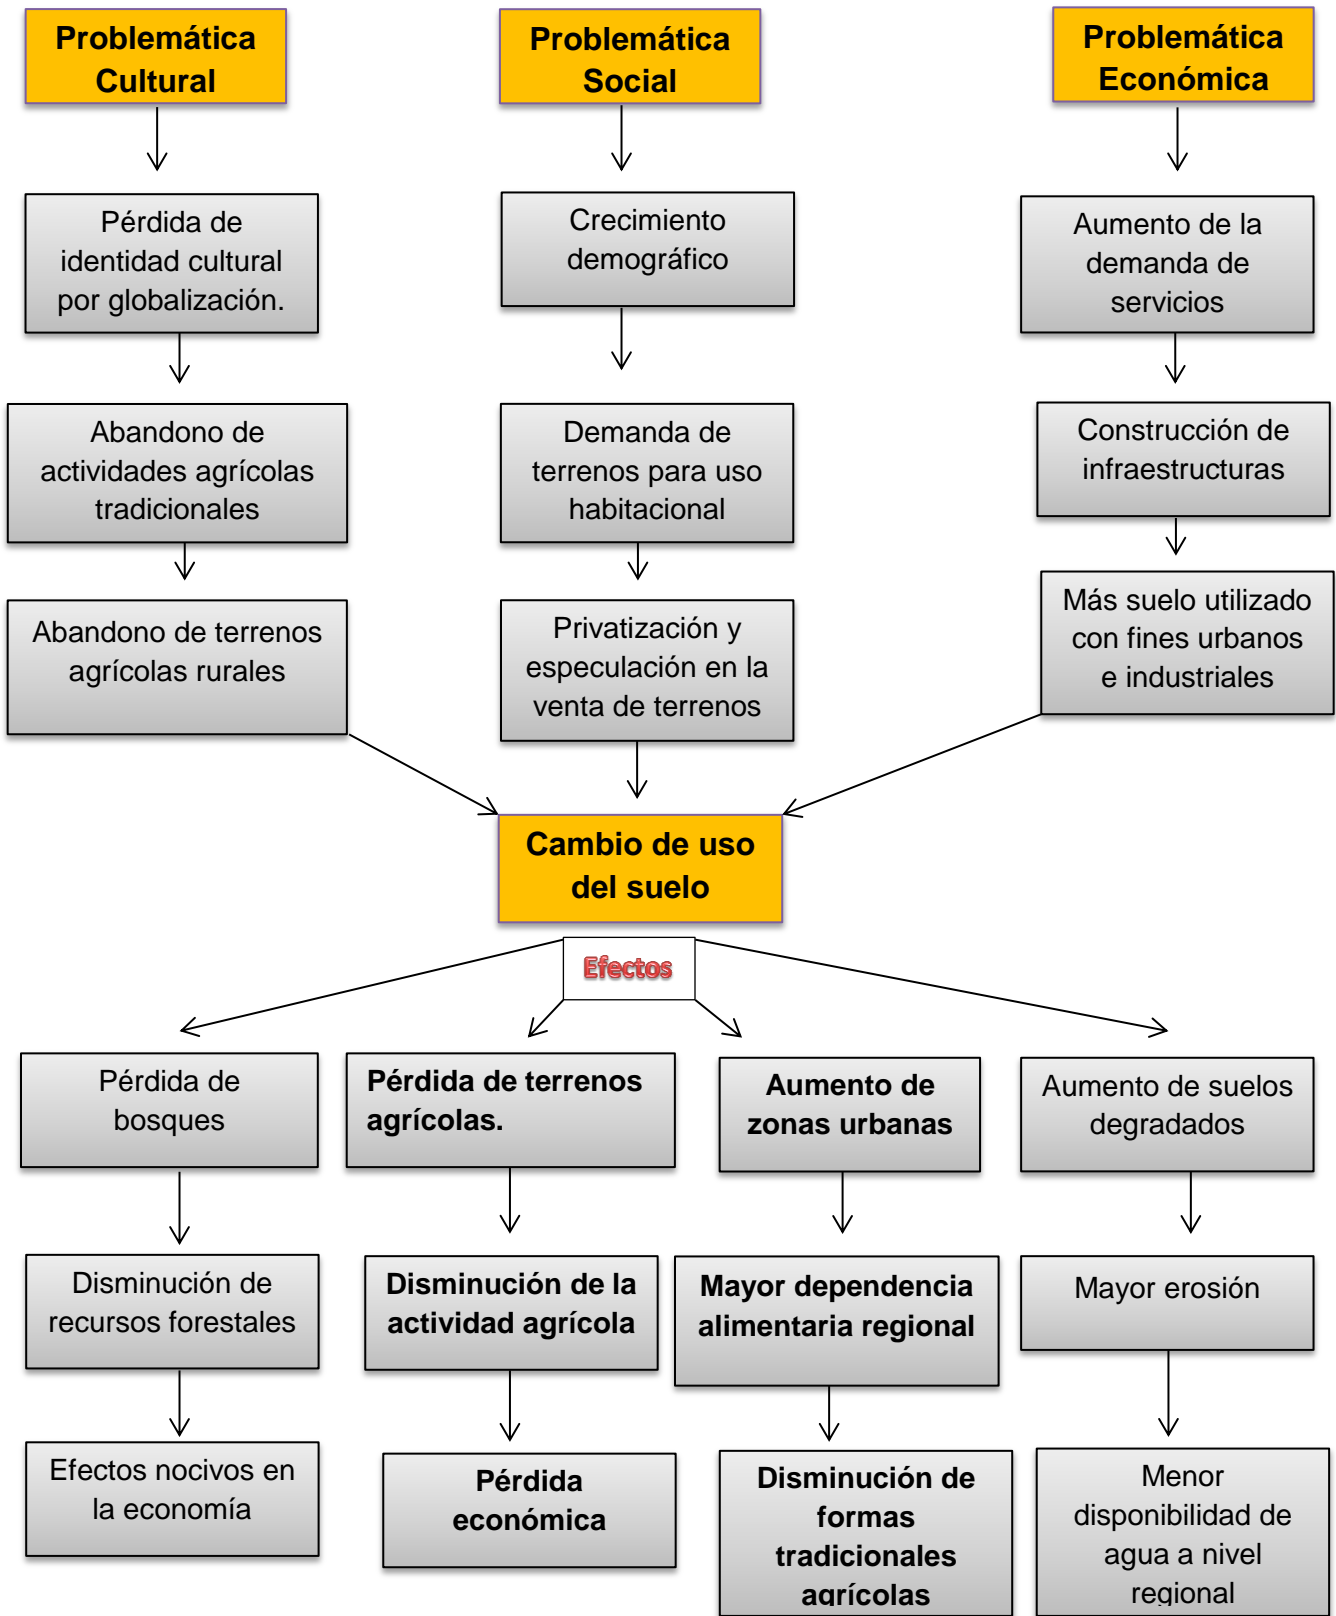 Problemática
Cultural
Problemática
Social
Problemática
Económica
Pérdida de
identidad cultural
por globalización.
Crecimiento
demográfico
Aumento de la
demanda de
servicios
Abandono de
actividades agrícolas
tradicionales
Demanda de
terrenos para uso
habitacional
Construcción de
infraestructuras
Abandono de terrenos
agrícolas rurales
Privatización y
especulación en la
venta de terrenos
Más suelo utilizado
con fines urbanos
e industriales
Cambio de uso
del suelo
Efectos
Pérdida de
bosques
Pérdida de terrenos
agrícolas.
Aumento de
zonas urbanas
Aumento de suelos
degradados
Disminución de
recursos forestales
Disminución de la
actividad agrícola
Mayor dependencia
alimentaria regional
Mayor erosión
Efectos nocivos en
la economía
Pérdida
económica
Disminución de
formas
tradicionales
agrícolas
Menor
disponibilidad de
agua a nivel
regional